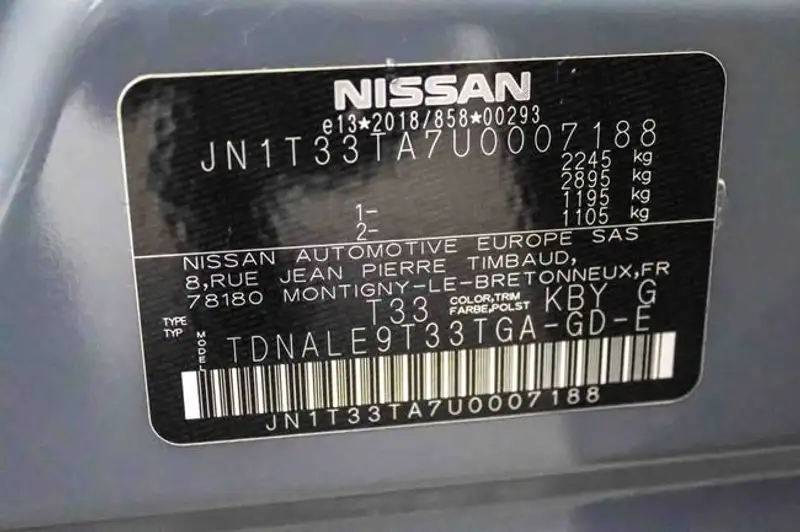 NISSAN
e13★2018/858★00293
JN1T33TA7U0007188
2245 kg
2895 kg
1- 1195 kg
2- 1105 kg
NISSAN AUTOMOTIVE EUROPE SAS
8,RUE JEAN PIERRE TIMBAUD,
78180 MONTIGNY-LE-BRETONNEUX,FR
TYPE
TYP T33 COLOR,TRIM
FARBE,POLST KBY G
MODEL TDNALE9T33TGA-GD-E
JN1T33TA7U0007188